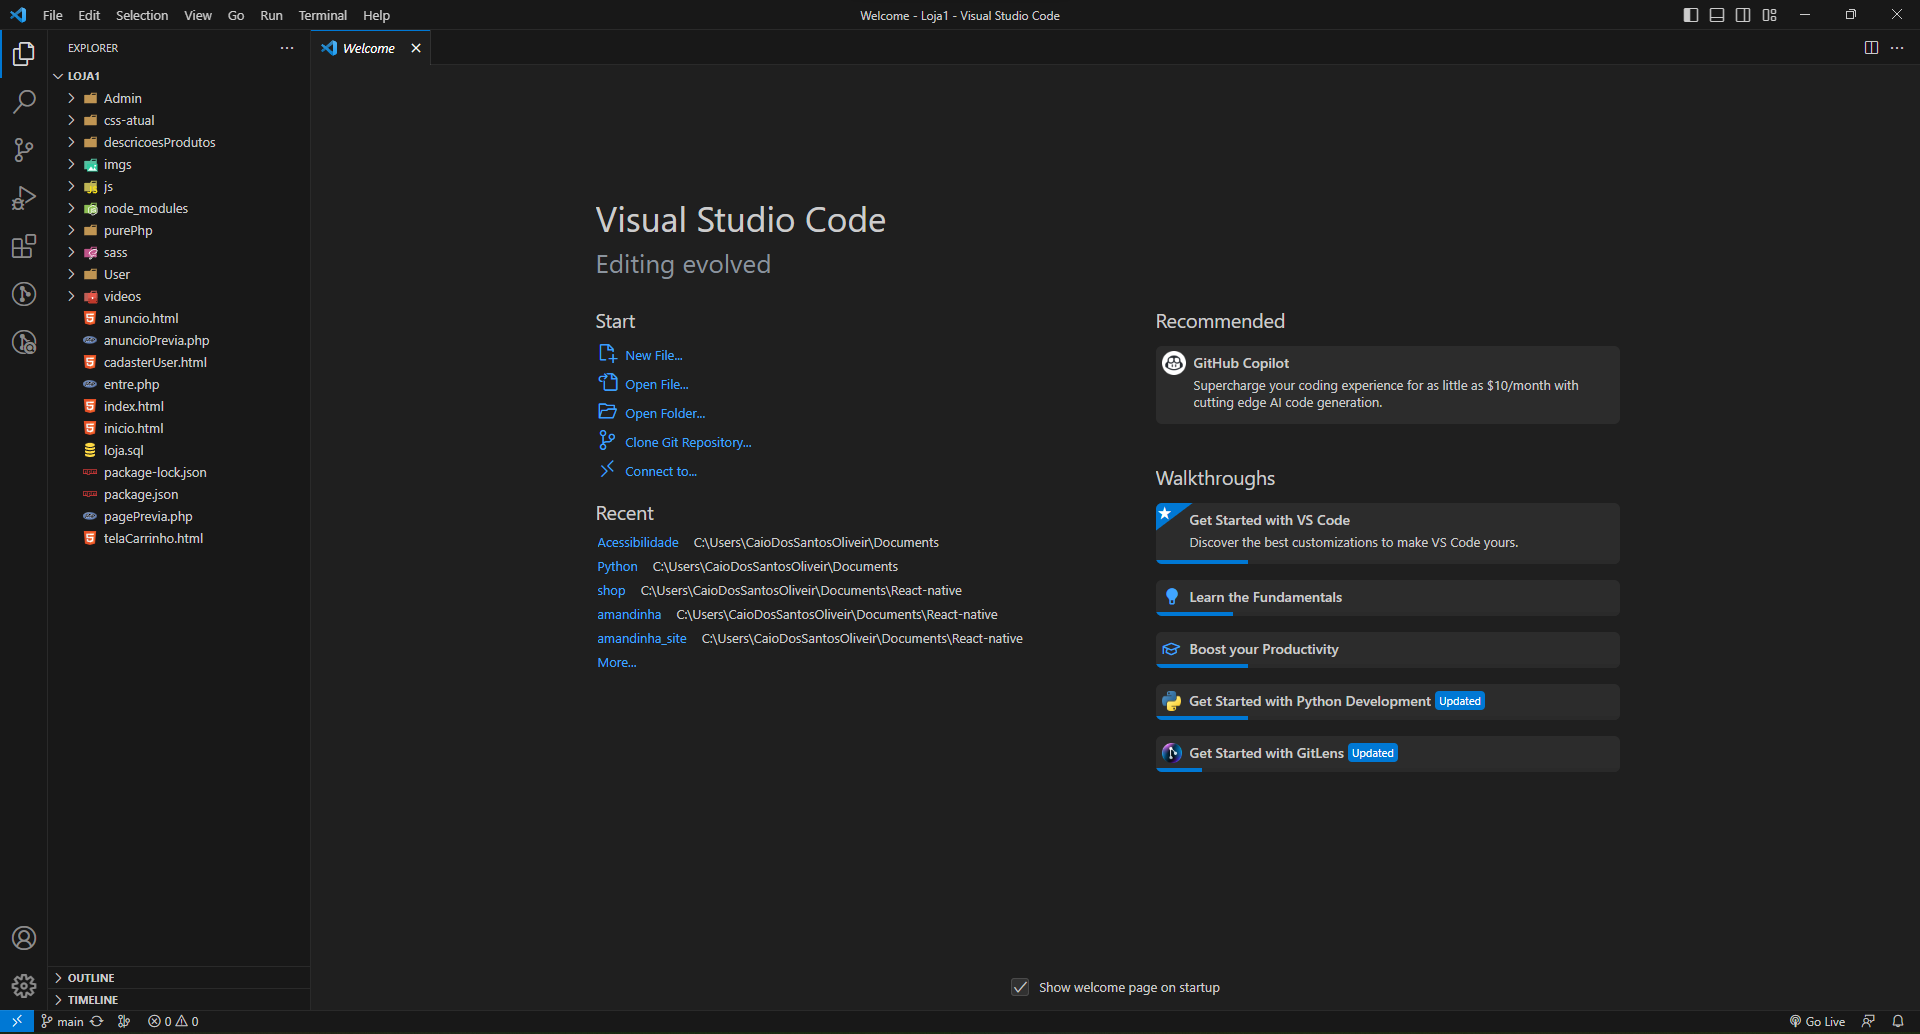 File Edit Selection View Go Run Terminal Help
Welcome - Loja1 - Visual Studio Code
EXPLORER
LOJA1
Admin
css-atual
descricoesProdutos
imgs
js
node_modules
purePhp
sass
User
videos
anuncio.html
anuncioPrevia.php
cadasterUser.html
entre.php
index.html
inicio.html
loja.sql
package-lock.json
package.json
pagePrevia.php
telaCarrinho.html
OUTLINE
TIMELINE
Welcome
Visual Studio Code
Editing evolved
Start
New File...
Open File...
Open Folder...
Clone Git Repository...
Connect to...
Recent
Acessibilidade C:\Users\CaioDosSantosOliveir\Documents
Python C:\Users\CaioDosSantosOliveir\Documents
shop C:\Users\CaioDosSantosOliveir\Documents\React-native
amandinha C:\Users\CaioDosSantosOliveir\Documents\React-native
amandinha_site C:\Users\CaioDosSantosOliveir\Documents\React-native
More...
Recommended
GitHub Copilot
Supercharge your coding experience for as little as $10/month with
cutting edge AI code generation.
Walkthroughs
Get Started with VS Code
Discover the best customizations to make VS Code yours.
Learn the Fundamentals
Boost your Productivity
Get Started with Python Development Updated
Get Started with GitLens Updated
Show welcome page on startup
main 0 0
Go Live